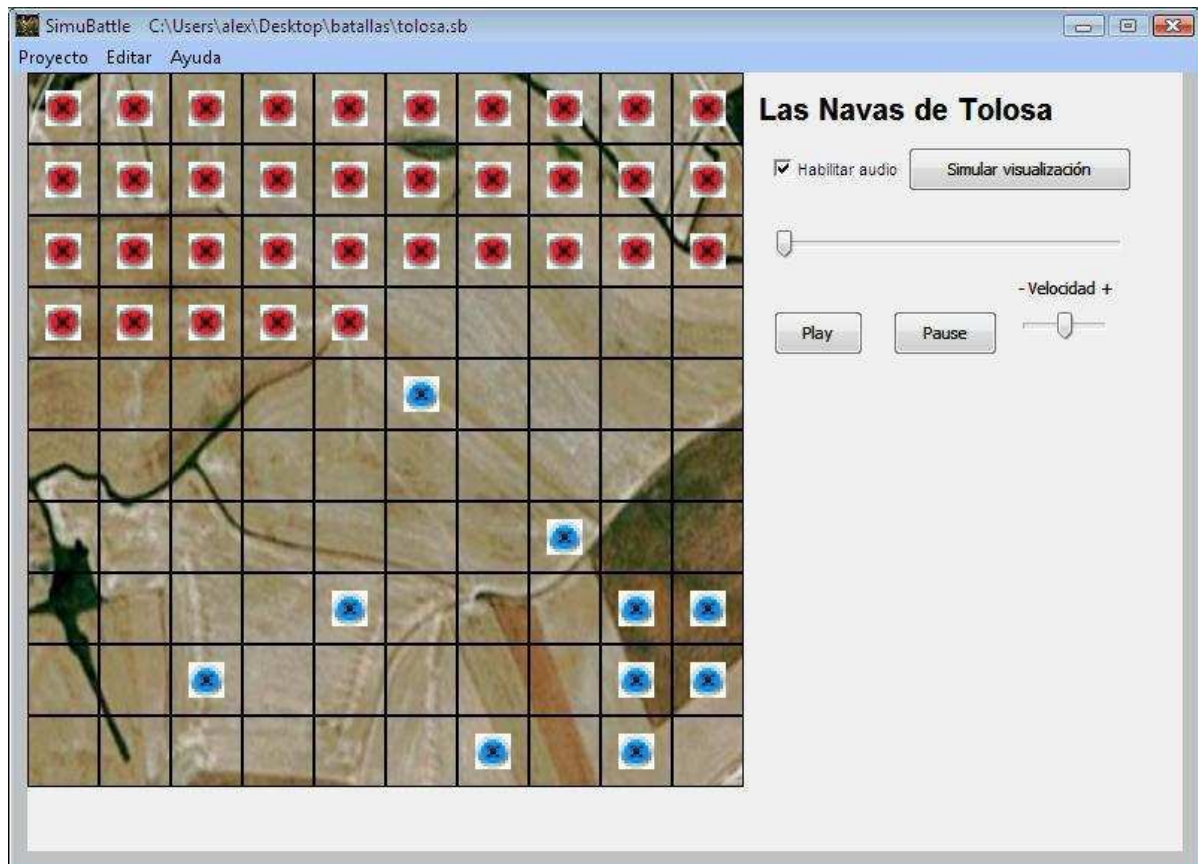 SimuBattle C:\Users\alex\Desktop\batallas\tolosa.sb
Proyecto Editar Ayuda
Las Navas de Tolosa
Habilitar audio Simular visualización
- Velocidad +
Play Pause